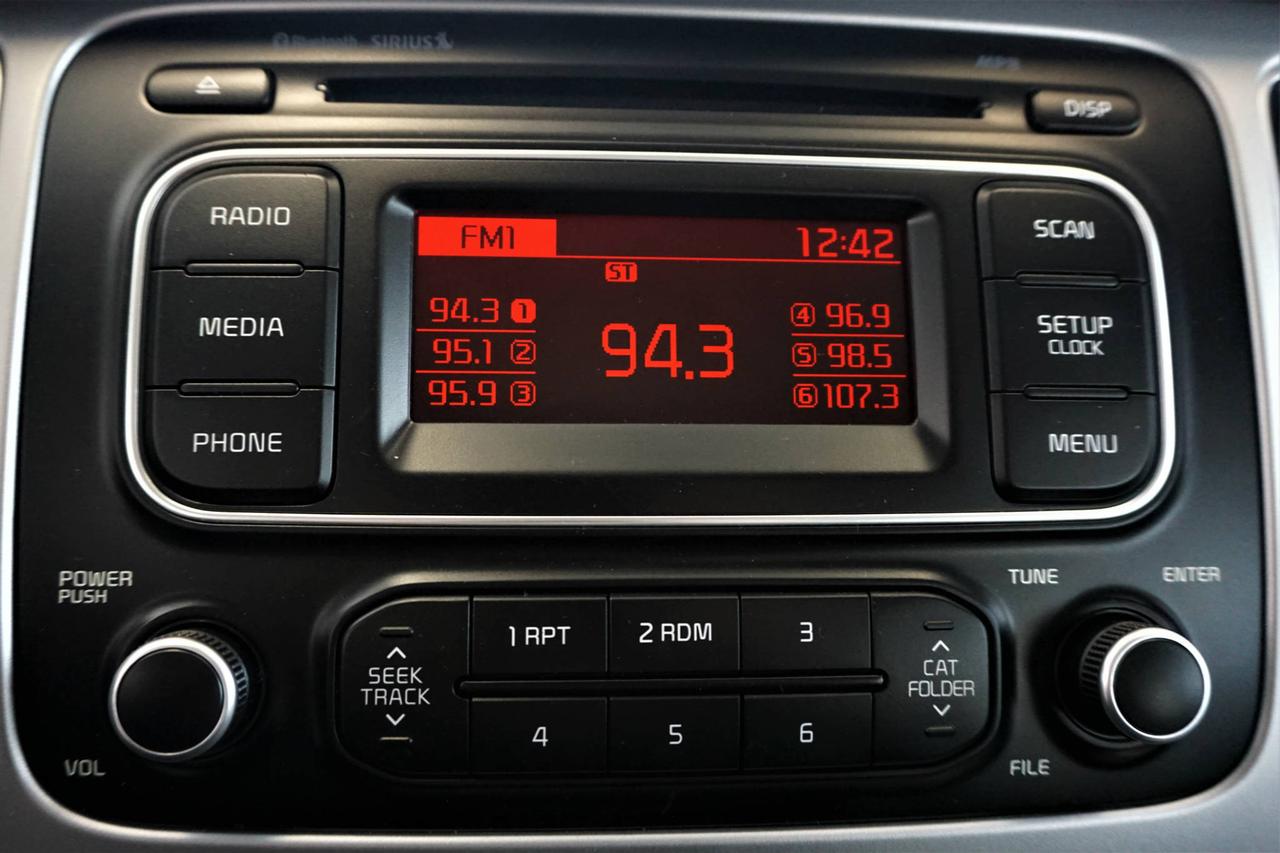 Bluetooth SIRIUS
MP3
DISP
RADIO
MEDIA
PHONE
FM1 12:42
ST
94.3 1
95.1 2
95.9 3
94.3
4 96.9
5 98.5
6 107.3
SCAN
SETUP
CLOCK
MENU
POWER
PUSH
VOL
SEEK
TRACK
1 RPT
2 RDM
3
4
5
6
CAT
FOLDER
TUNE
ENTER
FILE